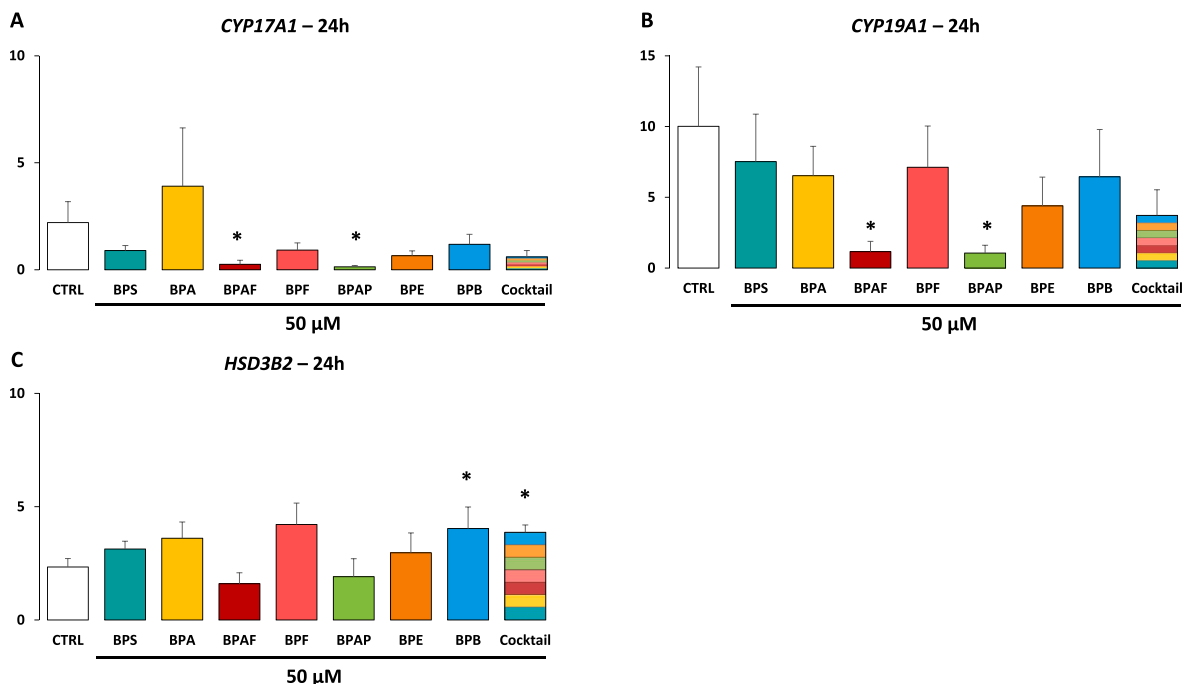 A
CYP17A1 – 24h
10
5
0
* *
CTRL BPS BPA BPAF BPF BPAP BPE BPB Cocktail
50 µM
B
CYP19A1 – 24h
15
10
5
0
* *
CTRL BPS BPA BPAF BPF BPAP BPE BPB Cocktail
50 µM
C
HSD3B2 – 24h
10
5
0
* *
CTRL BPS BPA BPAF BPF BPAP BPE BPB Cocktail
50 µM